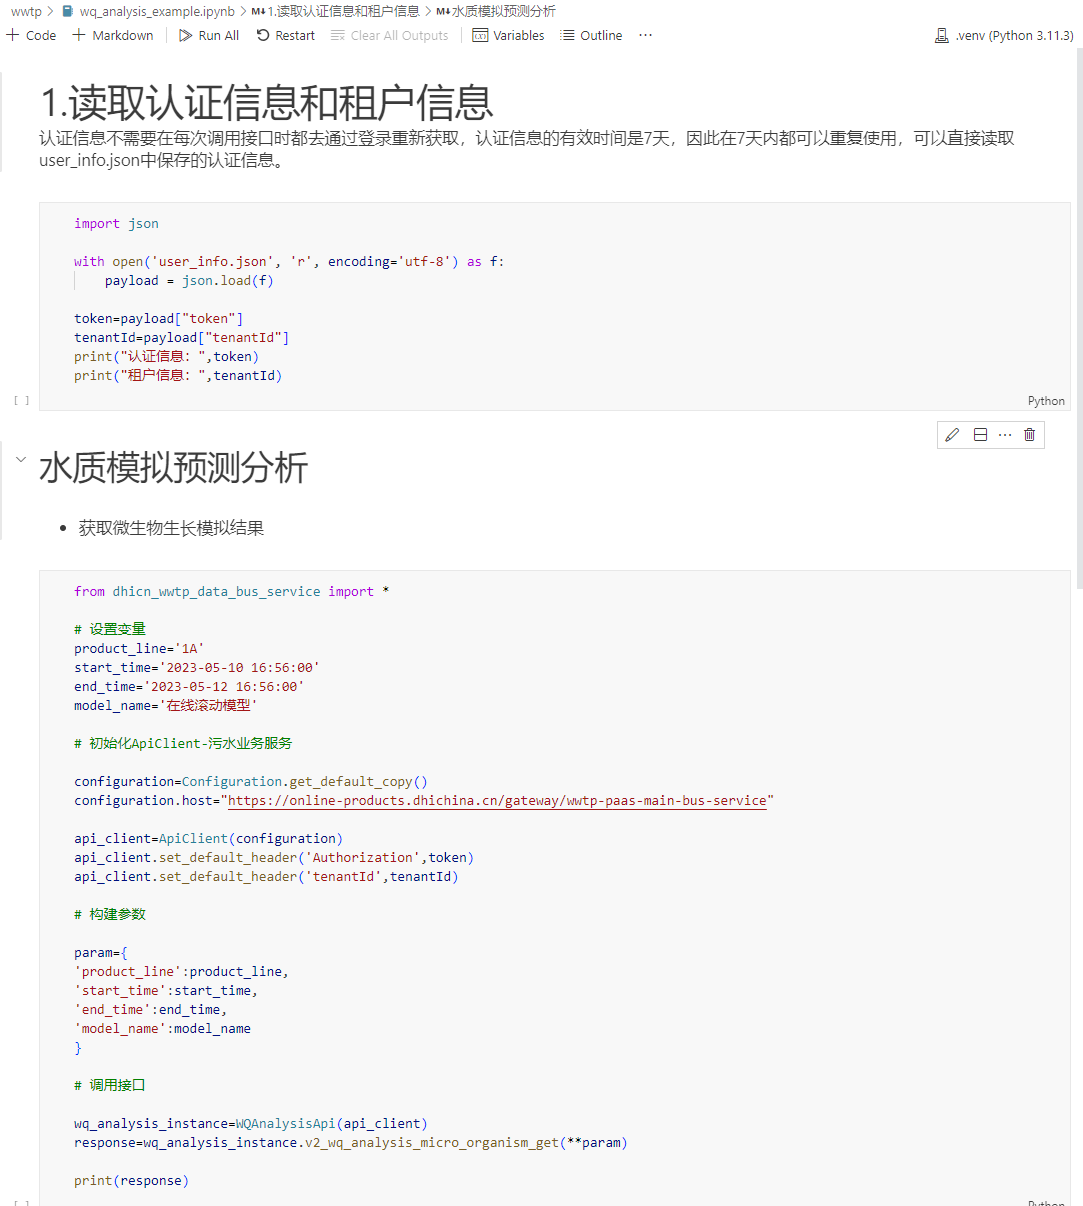 wwtp > wq_analysis_example.ipynb > M↓1.读取认证信息和租户信息 > M↓水质模拟预测分析
+ Code + Markdown Run All Restart Clear All Outputs Variables Outline ··· .venv (Python 3.11.3)
1.读取认证信息和租户信息
认证信息不需要在每次调用接口时都去通过登录重新获取，认证信息的有效时间是7天，因此在7天内都可以重复使用，可以直接读取
user_info.json中保存的认证信息。
import json
with open('user_info.json', 'r', encoding='utf-8') as f:
    payload = json.load(f)
token=payload["token"]
tenantId=payload["tenantId"]
print("认证信息：",token)
print("租户信息：",tenantId)
[ ]
Python
水质模拟预测分析
• 获取微生物生长模拟结果
from dhicn_wwtp_data_bus_service import *
# 设置变量
product_line='1A'
start_time='2023-05-10 16:56:00'
end_time='2023-05-12 16:56:00'
model_name='在线滚动模型'
# 初始化ApiClient-污水业务服务
configuration=Configuration.get_default_copy()
configuration.host="https://online-products.dhichina.cn/gateway/wwtp-paas-main-bus-service"
api_client=ApiClient(configuration)
api_client.set_default_header('Authorization',token)
api_client.set_default_header('tenantId',tenantId)
# 构建参数
param={
'product_line':product_line,
'start_time':start_time,
'end_time':end_time,
'model_name':model_name
}
# 调用接口
wq_analysis_instance=WQAnalysisApi(api_client)
response=wq_analysis_instance.v2_wq_analysis_micro_organism_get(**param)
print(response)
[ ]
Python